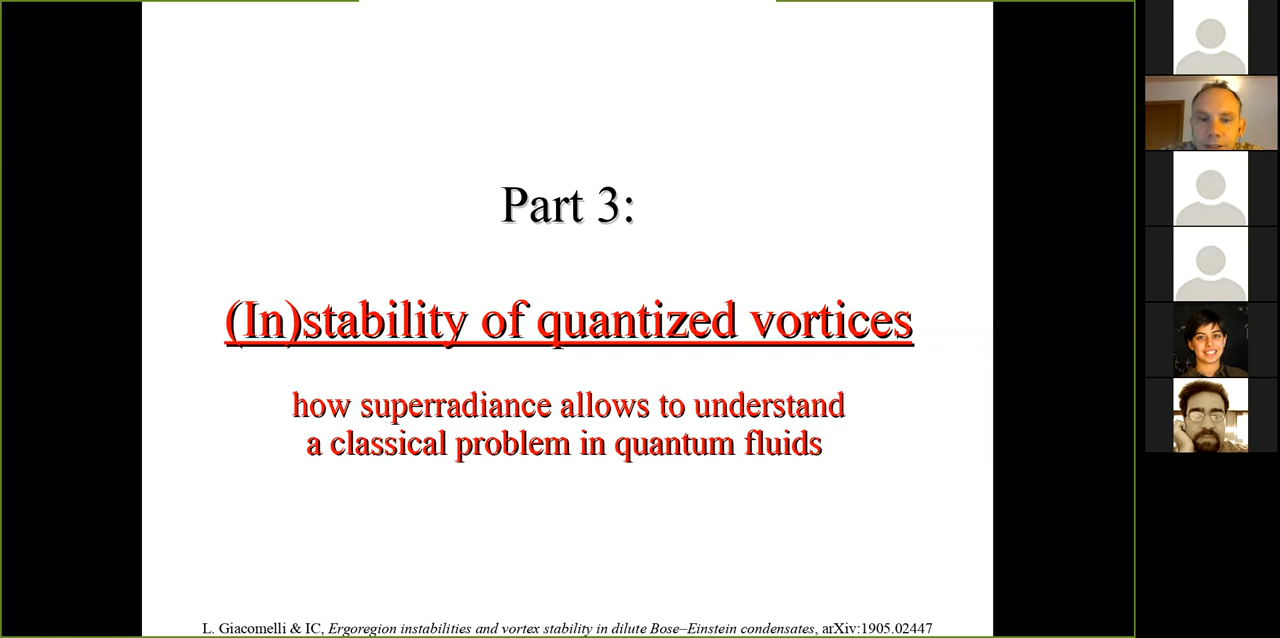 Part 3:
(In)stability of quantized vortices
how superradiance allows to understand
a classical problem in quantum fluids
L. Giacomelli & IC, Ergoregion instabilities and vortex stability in dilute Bose–Einstein condensates, arXiv:1905.02447